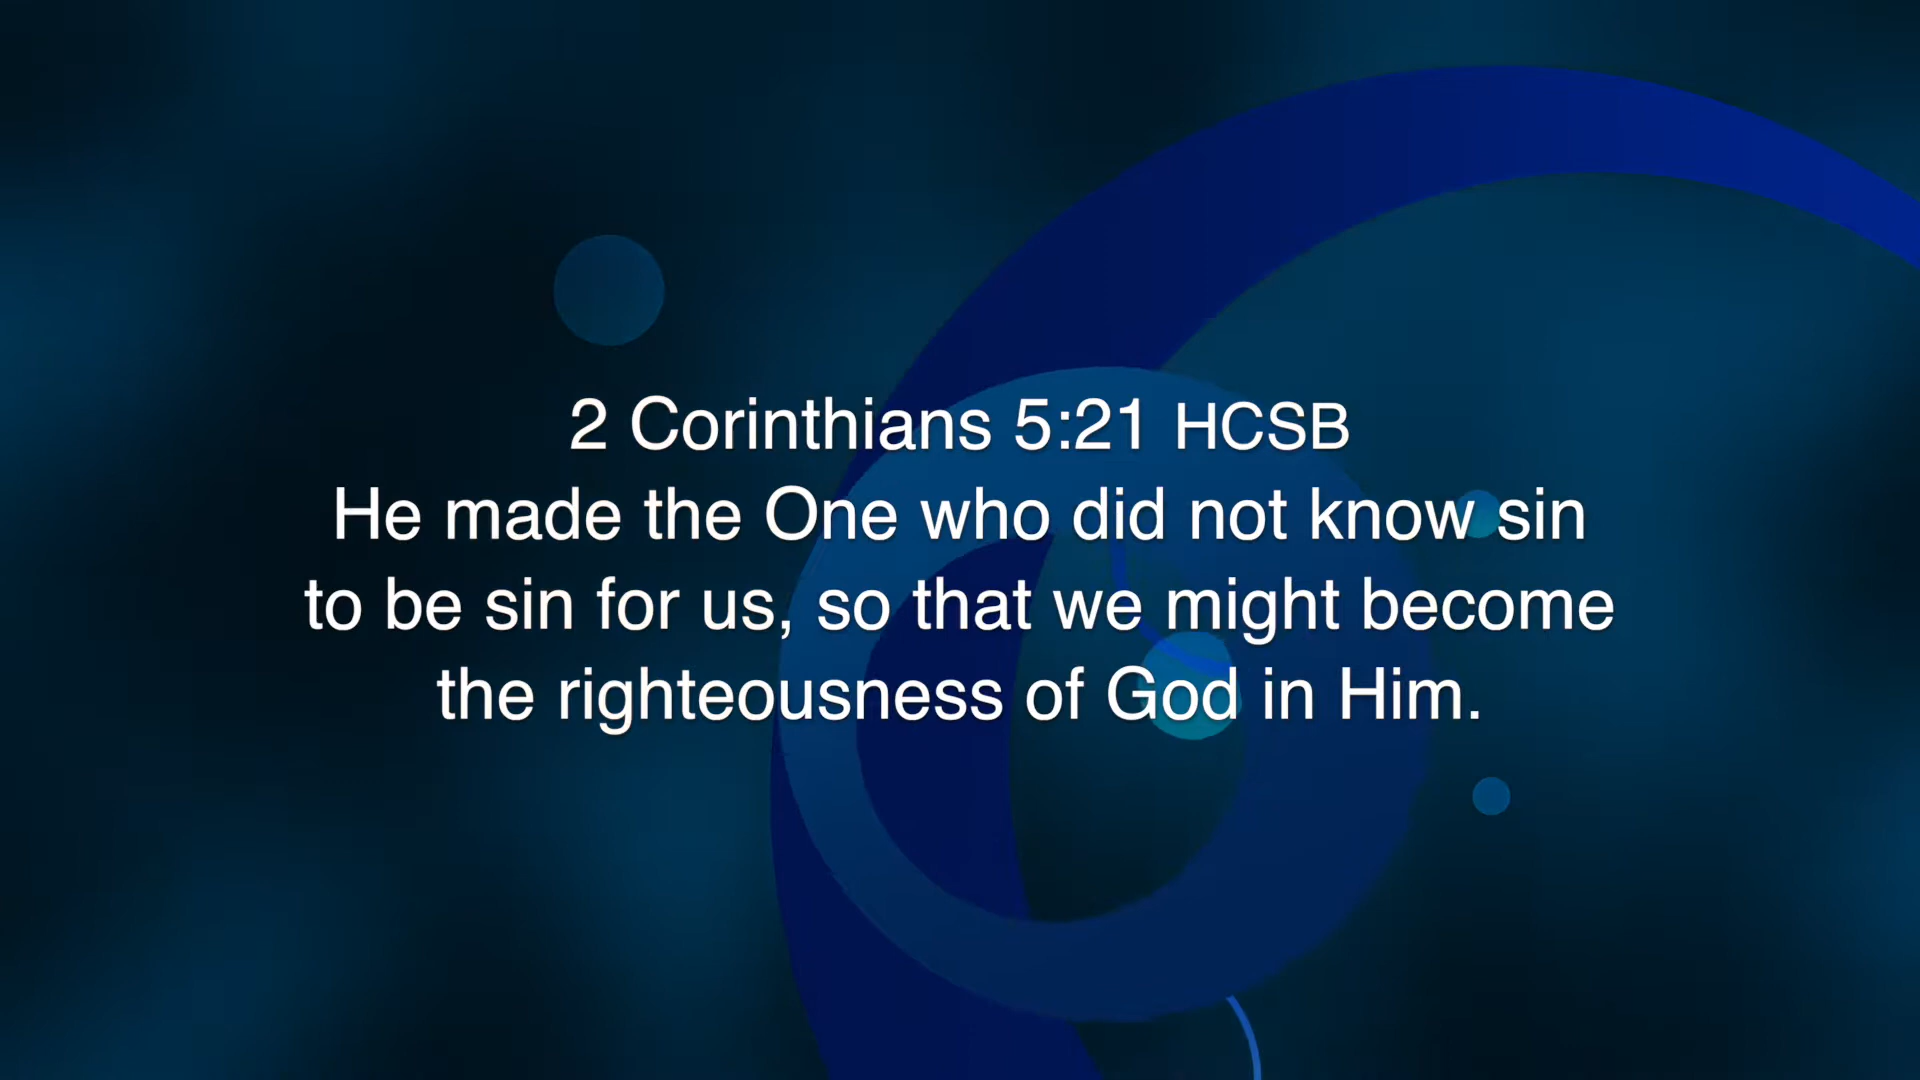 2 Corinthians 5:21 HCSB
He made the One who did not know sin
to be sin for us, so that we might become
the righteousness of God in Him.